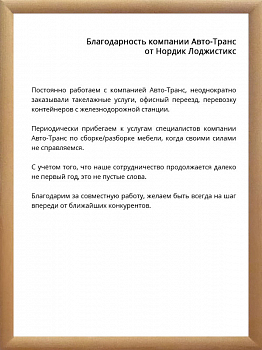 Благодарность компании Авто-Транс
от Нордик Лоджистикс
Постоянно работаем с компанией Авто-Транс, неоднократно
заказывали такелажные услуги, офисный переезд, перевозку
контейнеров с железнодорожной станции.
Периодически прибегаем к услугам специалистов компании
Авто-Транс по сборке/разборке мебели, когда своими силами
не справляемся.
С учётом того, что наше сотрудничество продолжается далеко
не первый год, это не пустые слова.
Благодарим за совместную работу, желаем быть всегда на шаг
впереди от ближайших конкурентов.